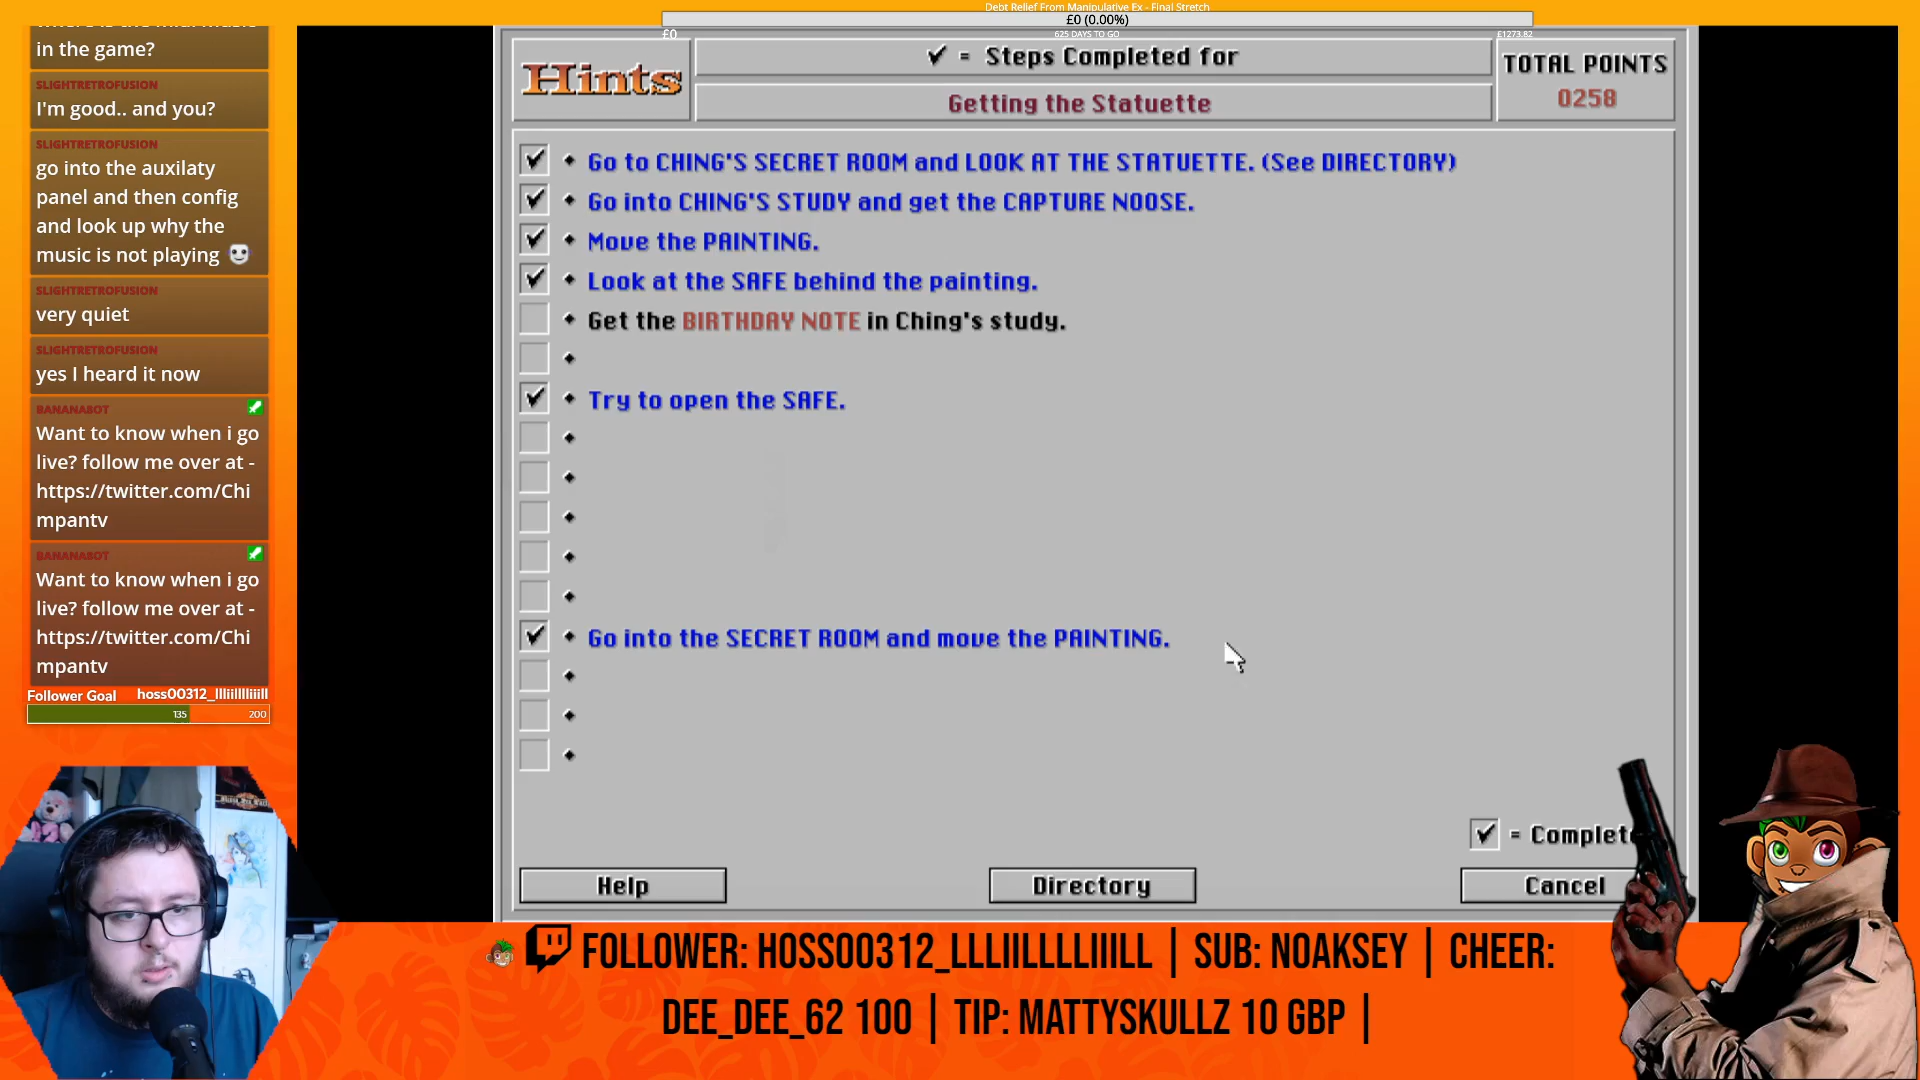 Debt Relief From Manipulative Ex - Final Stretch
£0 (0.00%)
£0
625 DAYS TO GO
£1273.82
in the game?
SLIGHTRETROFUSION
I'm good.. and you?
SLIGHTRETROFUSION
go into the auxilaty
panel and then config
and look up why the
music is not playing
SLIGHTRETROFUSION
very quiet
SLIGHTRETROFUSION
yes I heard it now
BANANABOT
Want to know when i go
live? follow me over at -
https://twitter.com/Chi
mpantv
BANANABOT
Want to know when i go
live? follow me over at -
https://twitter.com/Chi
mpantv
Follower Goal
135
200
Hints
✓ = Steps Completed for
Getting the Statuette
TOTAL POINTS
0258
Go to CHING'S SECRET ROOM and LOOK AT THE STATUETTE. (See DIRECTORY)
Go into CHING'S STUDY and get the CAPTURE NOOSE.
Move the PAINTING.
Look at the SAFE behind the painting.
Get the BIRTHDAY NOTE in Ching's study.
Try to open the SAFE.
Go into the SECRET ROOM and move the PAINTING.
✓ = Complete
Help
Directory
Cancel
FOLLOWER: HOSS00312_LLLIILLLLIIILL | SUB: NOAKSEY | CHEER:
DEE_DEE_62 100 | TIP: MATTYSKULLZ 10 GBP |